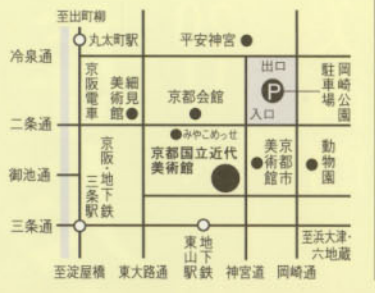 至出町柳
丸太町駅
平安神宮
冷泉通
出口
P
岡崎公園
駐車場
京阪電車
細見
美術館
京都会館
入口
二条通
みやこめっせ
京都国立近代
美術館
京都市
美術館
動物園
御池通
京阪・地下鉄
三条駅
三条通
地下鉄
東山駅
至浜大津・
六地蔵
至淀屋橋
東大路通
神宮道
岡崎通